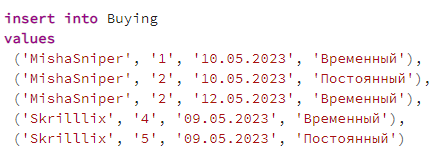 insert into Buying
values
('MishaSniper', '1', '10.05.2023', 'Временный'),
('MishaSniper', '2', '10.05.2023', 'Постоянный'),
('MishaSniper', '2', '12.05.2023', 'Временный'),
('Skrilllix', '4', '09.05.2023', 'Временный'),
('Skrilllix', '5', '09.05.2023', 'Постоянный')